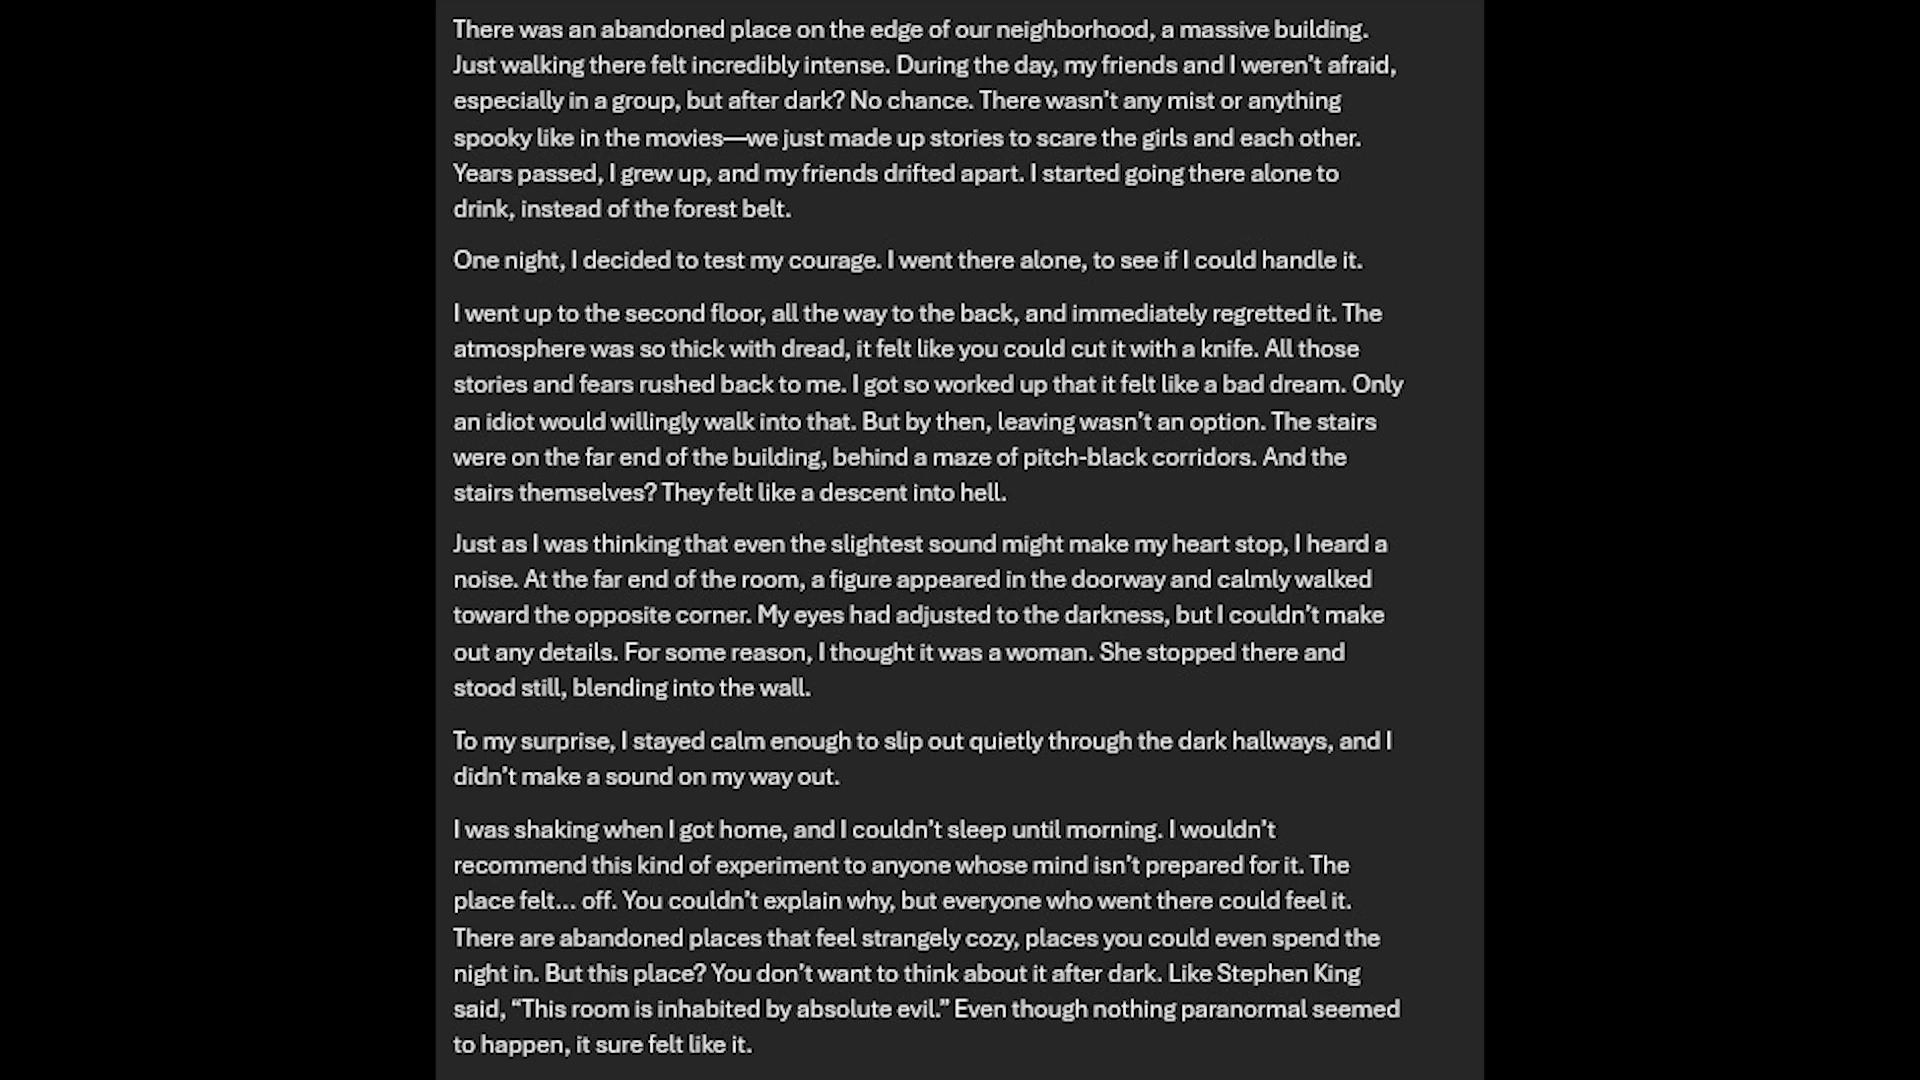 There was an abandoned place on the edge of our neighborhood, a massive building.
Just walking there felt incredibly intense. During the day, my friends and I weren’t afraid,
especially in a group, but after dark? No chance. There wasn’t any mist or anything
spooky like in the movies—we just made up stories to scare the girls and each other.
Years passed, I grew up, and my friends drifted apart. I started going there alone to
drink, instead of the forest belt.
One night, I decided to test my courage. I went there alone, to see if I could handle it.
I went up to the second floor, all the way to the back, and immediately regretted it. The
atmosphere was so thick with dread, it felt like you could cut it with a knife. All those
stories and fears rushed back to me. I got so worked up that it felt like a bad dream. Only
an idiot would willingly walk into that. But by then, leaving wasn’t an option. The stairs
were on the far end of the building, behind a maze of pitch-black corridors. And the
stairs themselves? They felt like a descent into hell.
Just as I was thinking that even the slightest sound might make my heart stop, I heard a
noise. At the far end of the room, a figure appeared in the doorway and calmly walked
toward the opposite corner. My eyes had adjusted to the darkness, but I couldn’t make
out any details. For some reason, I thought it was a woman. She stopped there and
stood still, blending into the wall.
To my surprise, I stayed calm enough to slip out quietly through the dark hallways, and I
didn’t make a sound on my way out.
I was shaking when I got home, and I couldn’t sleep until morning. I wouldn’t
recommend this kind of experiment to anyone whose mind isn’t prepared for it. The
place felt... off. You couldn’t explain why, but everyone who went there could feel it.
There are abandoned places that feel strangely cozy, places you could even spend the
night in. But this place? You don’t want to think about it after dark. Like Stephen King
said, “This room is inhabited by absolute evil.” Even though nothing paranormal seemed
to happen, it sure felt like it.